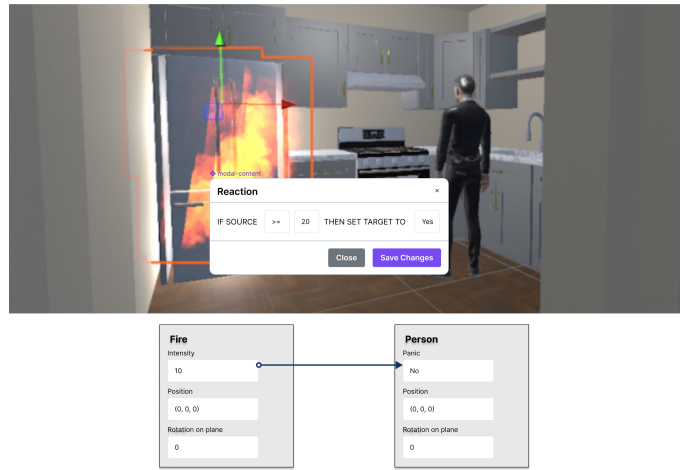 modal-content
Reaction ×
IF SOURCE >= 20 THEN SET TARGET TO Yes
Close Save Changes
Fire
Intensity
10
Position
(0, 0, 0)
Rotation on plane
0
Person
Panic
No
Position
(0, 0, 0)
Rotation on plane
0